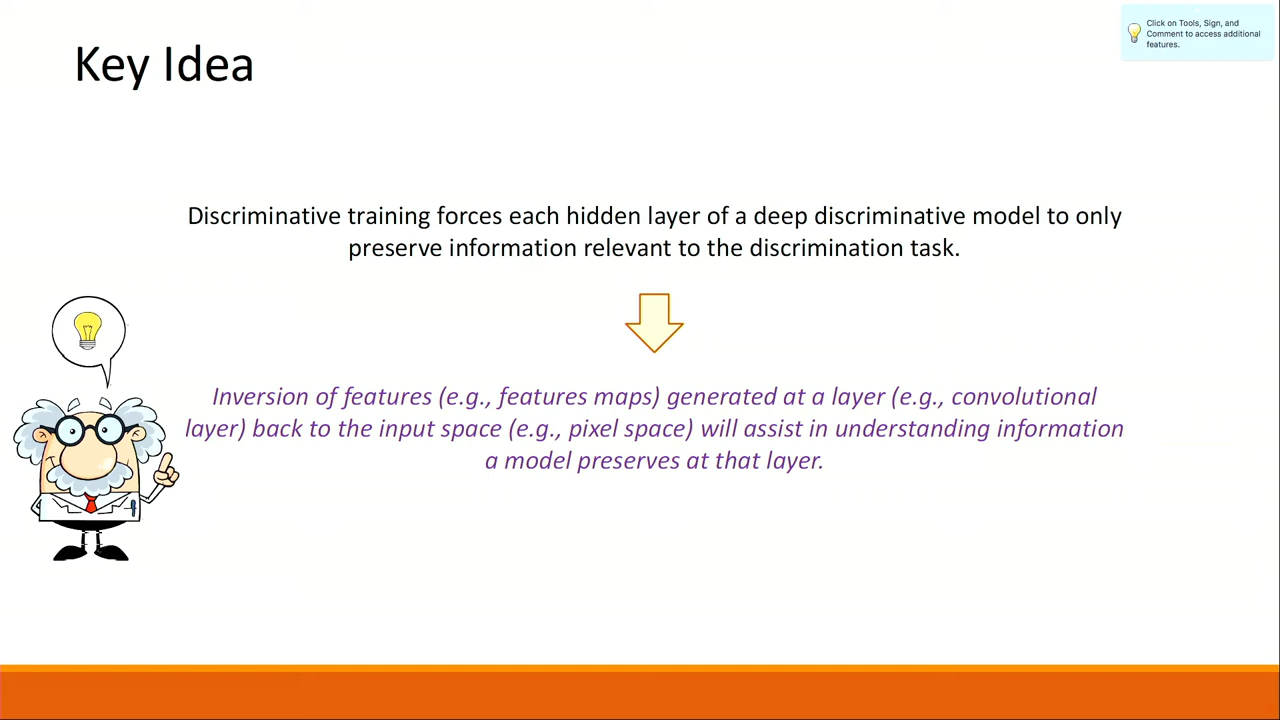 Click on Tools, Sign, and
Comment to access additional
features.
Key Idea
Discriminative training forces each hidden layer of a deep discriminative model to only
preserve information relevant to the discrimination task.
Inversion of features (e.g., features maps) generated at a layer (e.g., convolutional
layer) back to the input space (e.g., pixel space) will assist in understanding information
a model preserves at that layer.